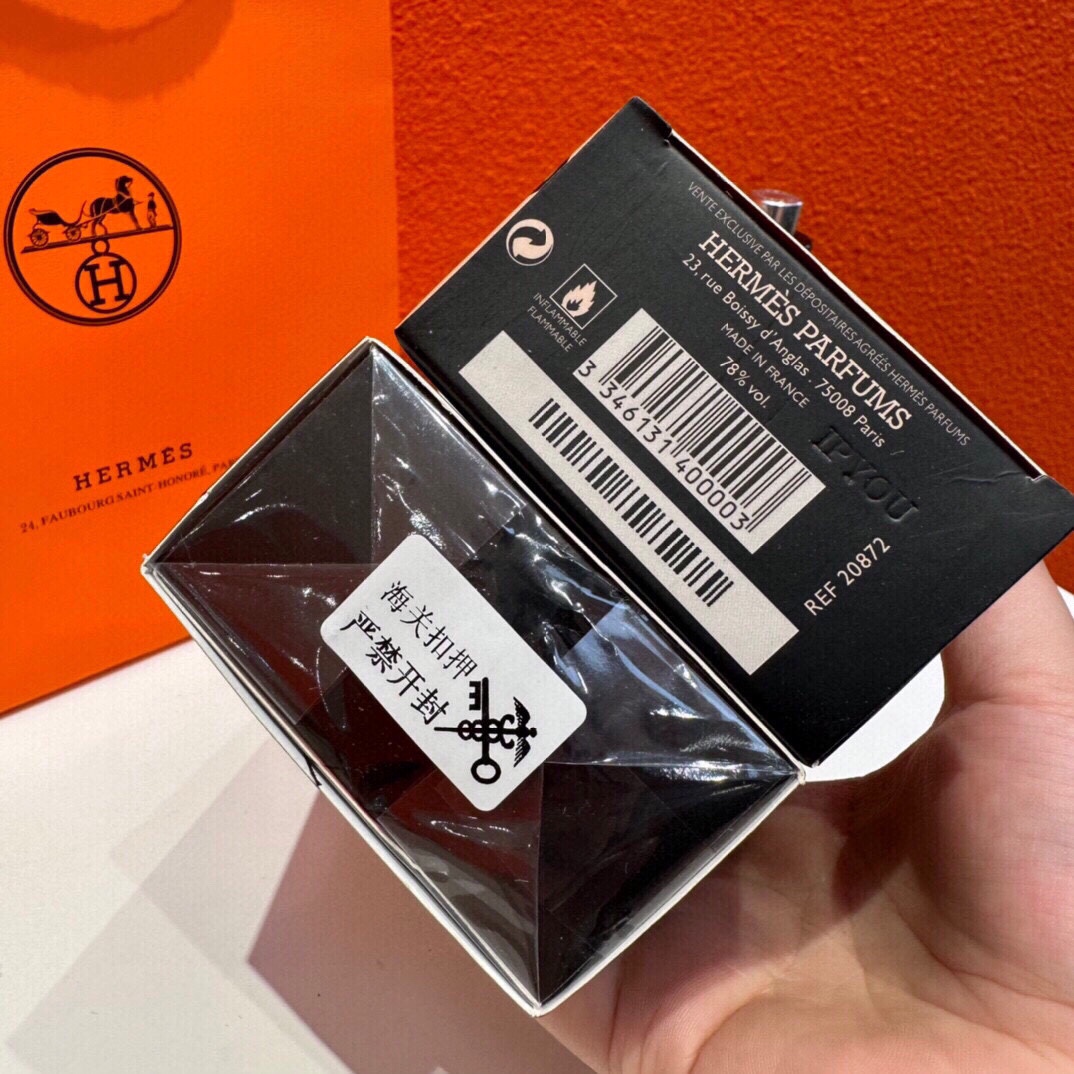 HERMÈS
24, FAUBOURG SAINT-HONORÉ,
VENTE EXCLUSIVE PAR LES DÉPOSITAIRES AGRÉÉS HERMÈS PARFUMS
HERMÈS PARFUMS
23, rue Boissy d'Anglas . 75008 Paris
MADE IN FRANCE
78% vol.
INFLAMMABLE
FLAMMABLE
3 346131 400003
IPYOU
REF 20872
海关扣押
严禁开封
H